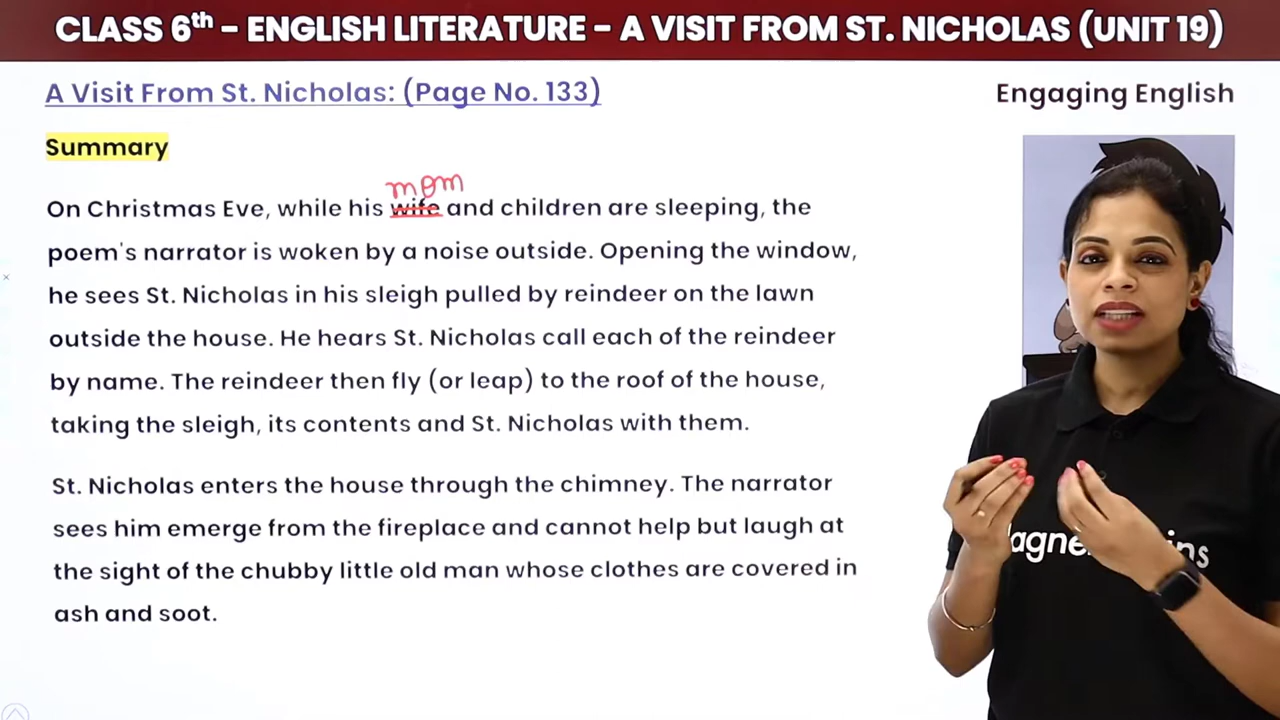 CLASS 6th – ENGLISH LITERATURE – A VISIT FROM ST. NICHOLAS (UNIT 19)
A Visit From St. Nicholas: (Page No. 133)
Engaging English
Summary
mom
On Christmas Eve, while his wife and children are sleeping, the
poem's narrator is woken by a noise outside. Opening the window,
he sees St. Nicholas in his sleigh pulled by reindeer on the lawn
outside the house. He hears St. Nicholas call each of the reindeer
by name. The reindeer then fly (or leap) to the roof of the house,
taking the sleigh, its contents and St. Nicholas with them.
St. Nicholas enters the house through the chimney. The narrator
sees him emerge from the fireplace and cannot help but laugh at
the sight of the chubby little old man whose clothes are covered in
ash and soot.